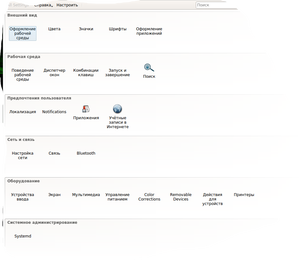 Настроить
Поиск
Внешний вид
Оформление рабочей среды
Цвета
Значки
Шрифты
Оформление приложений
Рабочая среда
Поведение рабочей среды
Диспетчер окон
Комбинации клавиш
Запуск и завершение
Поиск
Предпочтения пользователя
Локализация
Notifications
Приложения
Учётные записи в Интернете
Сеть и связь
Настройка сети
Связь
Bluetooth
Оборудование
Устройства ввода
Экран
Мультимедиа
Управление питанием
Color Corrections
Removable Devices
Действия для устройств
Принтеры
Системное администрирование
Systemd